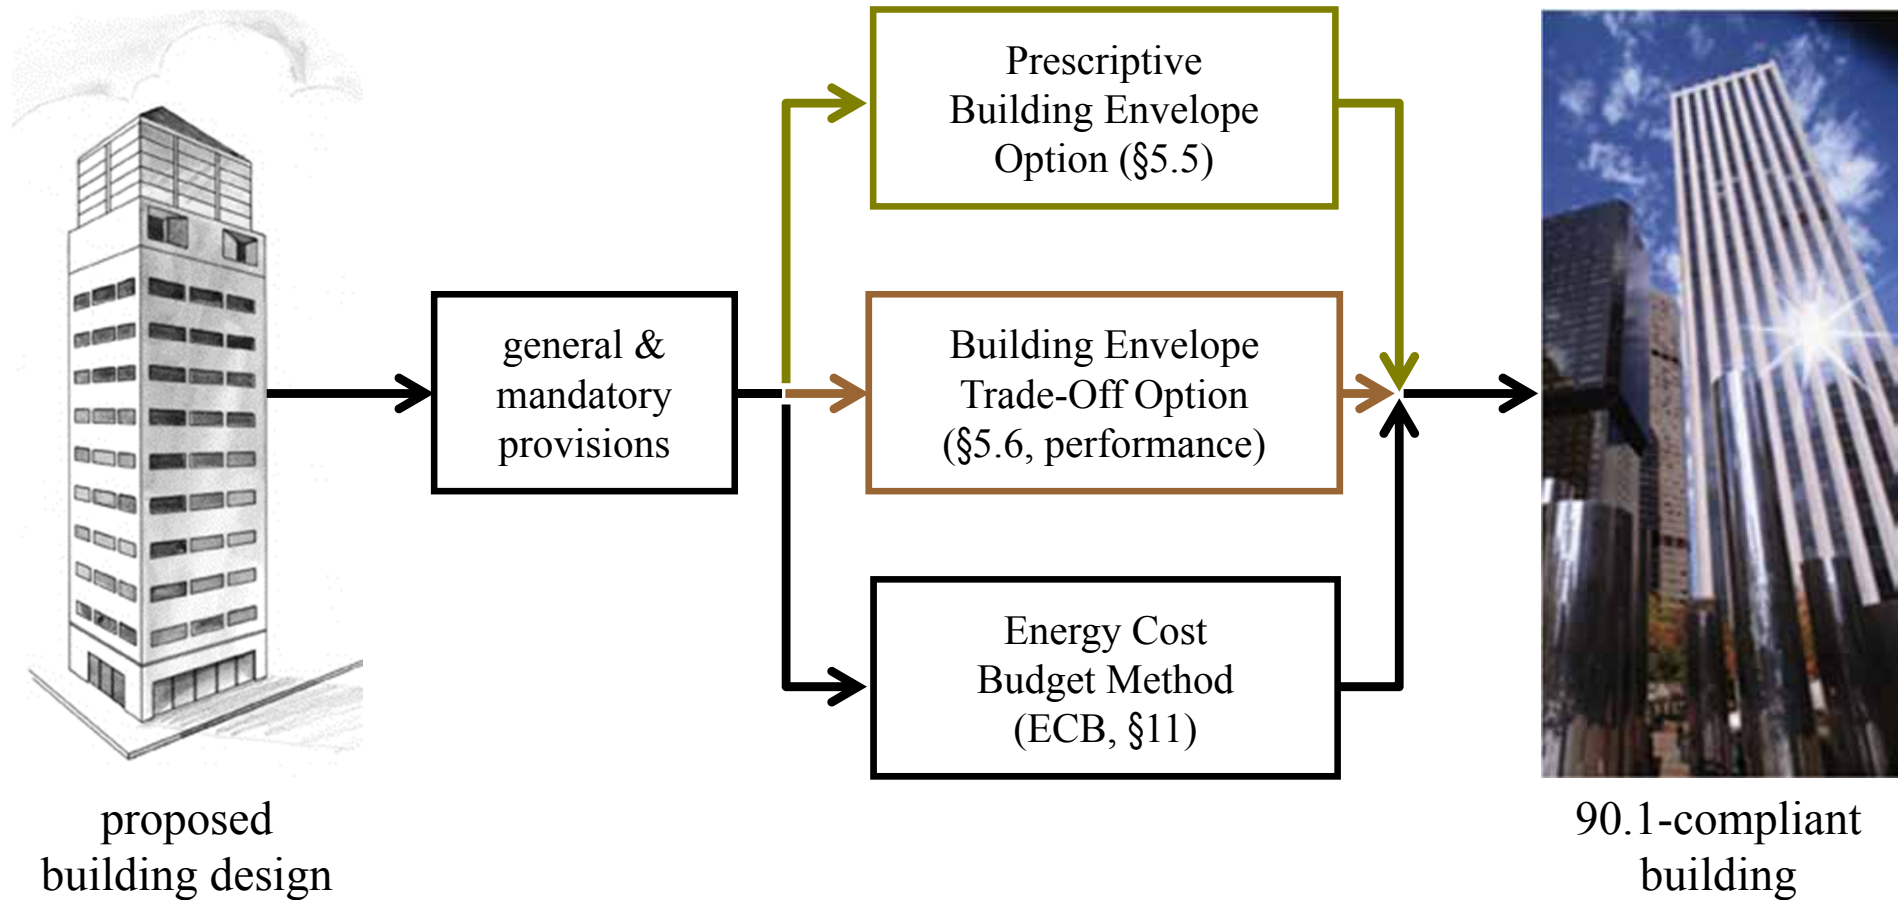 Prescriptive
Building Envelope
Option (§5.5)
general &
mandatory
provisions
Building Envelope
Trade-Off Option
(§5.6, performance)
Energy Cost
Budget Method
(ECB, §11)
proposed
building design
90.1-compliant
building